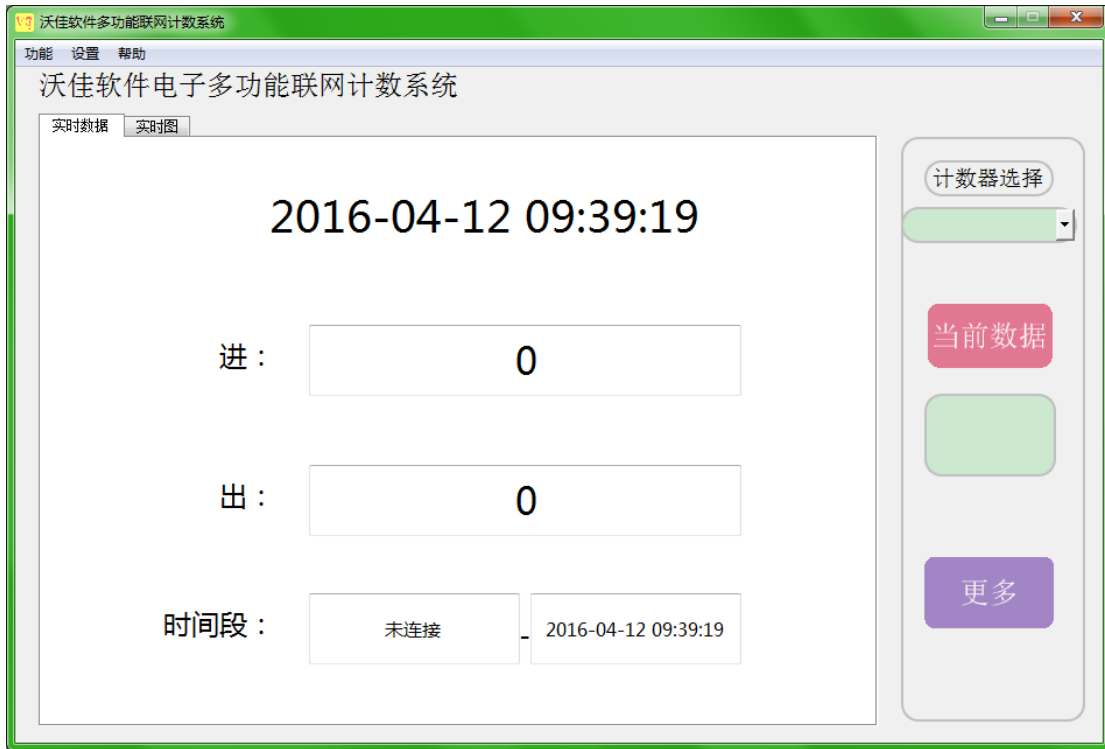 沃佳软件多功能联网计数系统
功能 设置 帮助
沃佳软件电子多功能联网计数系统
实时数据 实时图
2016-04-12 09:39:19
进：
0
出：
0
时间段：
未连接 - 2016-04-12 09:39:19
计数器选择
当前数据
更多